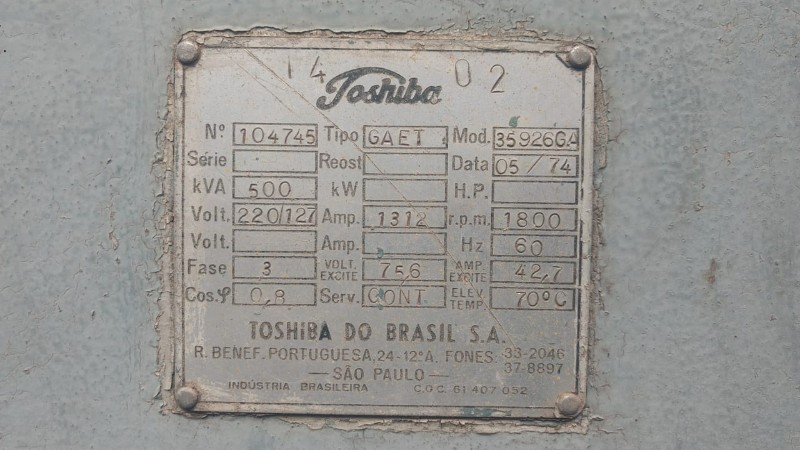 14 02
Toshiba
Nº 104745 Tipo GAET Mod. 35926GA
Série Reost Data 05/74
kVA 500 kW H.P.
Volt. 220/127 Amp. 1312 r.p.m. 1800
Volt. Amp. Hz 60
Fase 3 VOLT. EXCITE 75,6 AMP. EXCITE 42,7
Cos.φ 0,8 Serv. CONT ELEV. TEMP. 70ºC
TOSHIBA DO BRASIL S.A.
R. BENEF. PORTUGUESA, 24-12º A. FONES 33-2046
37-8897
— SÃO PAULO —
INDÚSTRIA BRASILEIRA C.G.C. 61 407 052